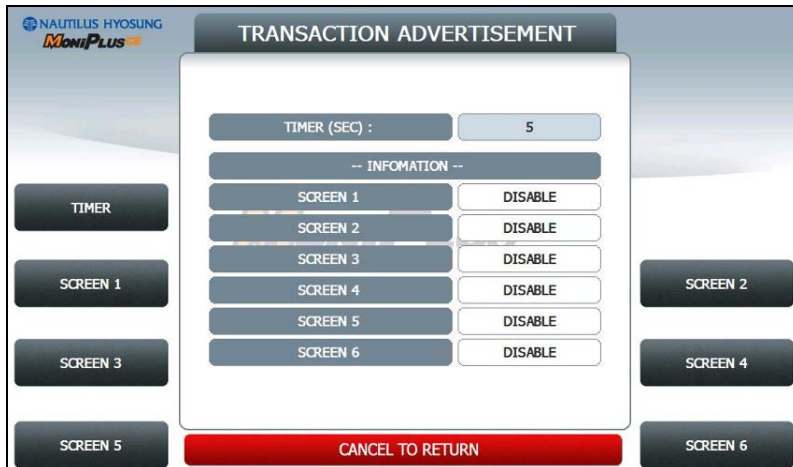 NAUTILUS HYOSUNG
MONIPLUS CE
TRANSACTION ADVERTISEMENT
TIMER (SEC) : 5
-- INFOMATION --
SCREEN 1 DISABLE
SCREEN 2 DISABLE
SCREEN 3 DISABLE
SCREEN 4 DISABLE
SCREEN 5 DISABLE
SCREEN 6 DISABLE
TIMER
SCREEN 1
SCREEN 2
SCREEN 3
SCREEN 4
SCREEN 5
CANCEL TO RETURN
SCREEN 6